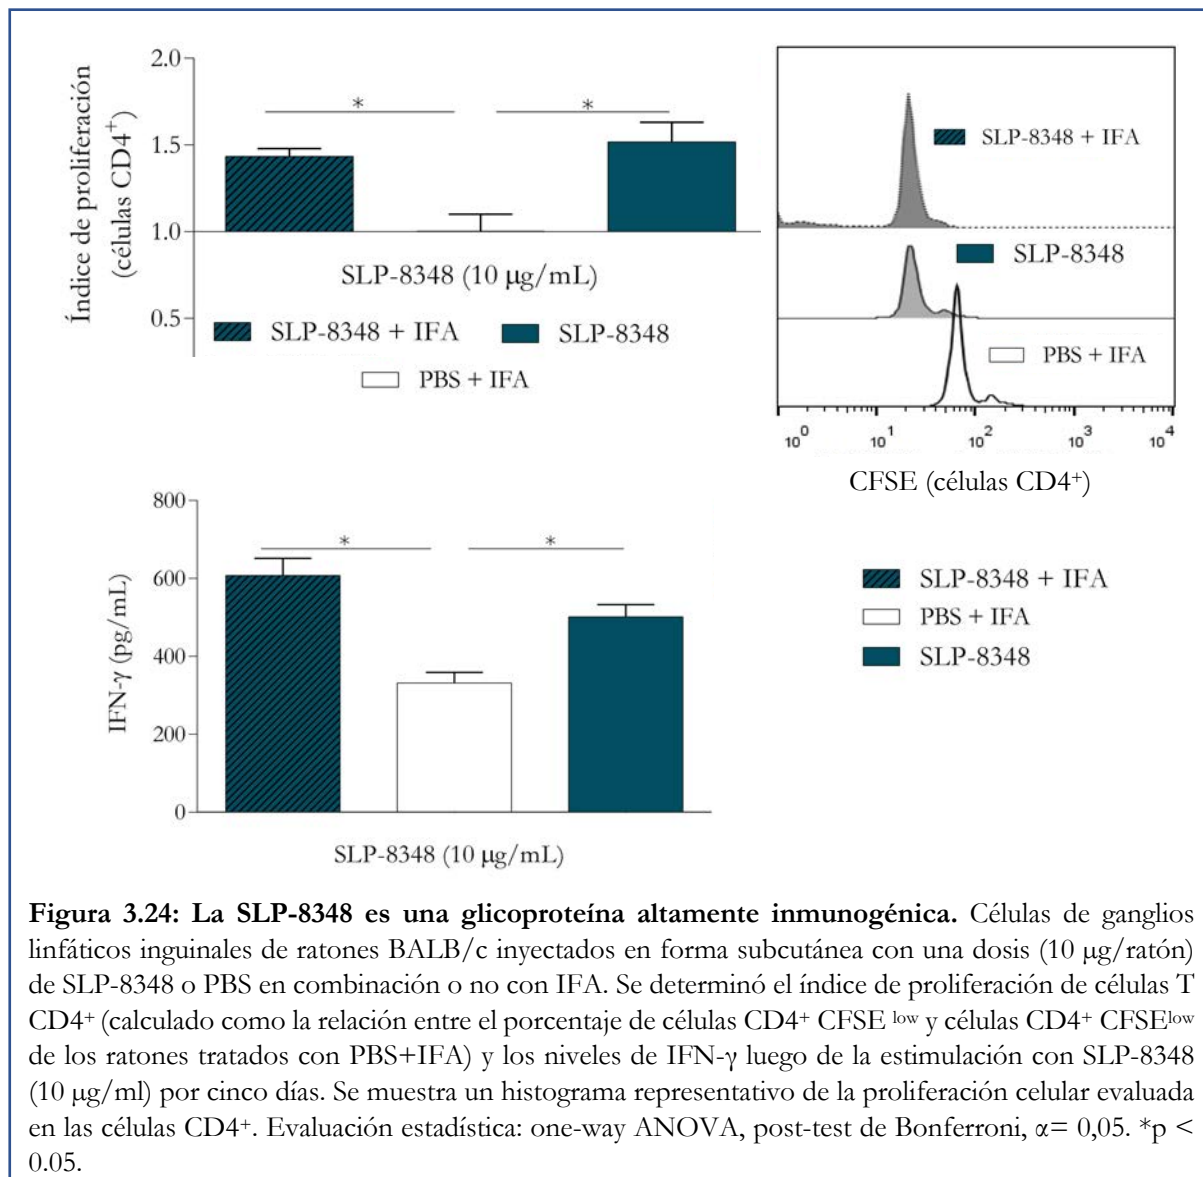 2.0
1.5
1.0
0.5
Índice de proliferación
(células CD4+)
*
*
SLP-8348 (10 µg/mL)
SLP-8348 + IFA
SLP-8348
PBS + IFA
SLP-8348 + IFA
SLP-8348
PBS + IFA
10^0 10^1 10^2 10^3 10^4
CFSE (células CD4+)
800
600
400
200
0
IFN-γ (pg/mL)
*
*
SLP-8348 (10 µg/mL)
SLP-8348 + IFA
PBS + IFA
SLP-8348
Figura 3.24: La SLP-8348 es una glicoproteína altamente inmunogénica. Células de ganglios
linfáticos inguinales de ratones BALB/c inyectados en forma subcutánea con una dosis (10 µg/ratón)
de SLP-8348 o PBS en combinación o no con IFA. Se determinó el índice de proliferación de células T
CD4+ (calculado como la relación entre el porcentaje de células CD4+ CFSE low y células CD4+ CFSElow
de los ratones tratados con PBS+IFA) y los niveles de IFN-γ luego de la estimulación con SLP-8348
(10 µg/ml) por cinco días. Se muestra un histograma representativo de la proliferación celular evaluada
en las células CD4+. Evaluación estadística: one-way ANOVA, post-test de Bonferroni, α= 0,05. *p <
0.05.